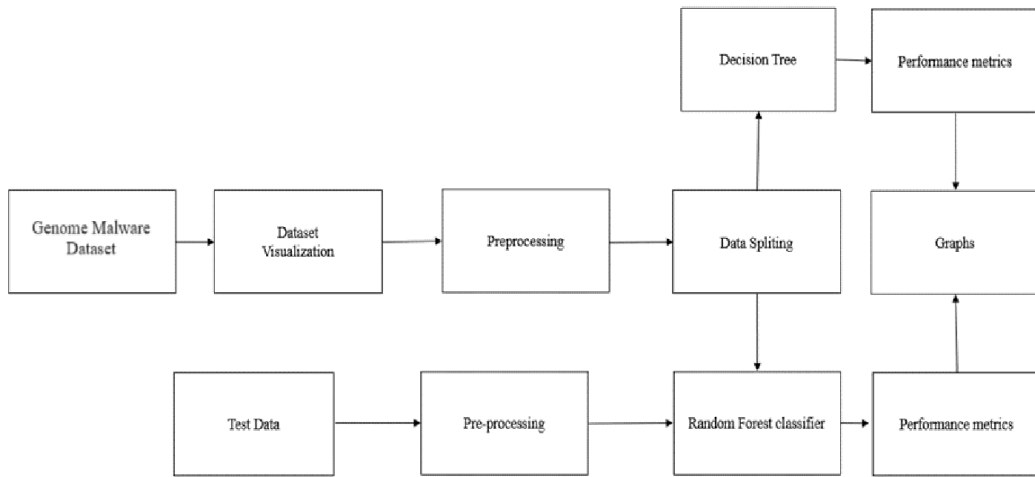 Decision Tree
Performance metrics
Genome Malware
Dataset
Dataset
Visualization
Preprocessing
Data Spliting
Graphs
Test Data
Pre-processing
Random Forest classifier
Performance metrics